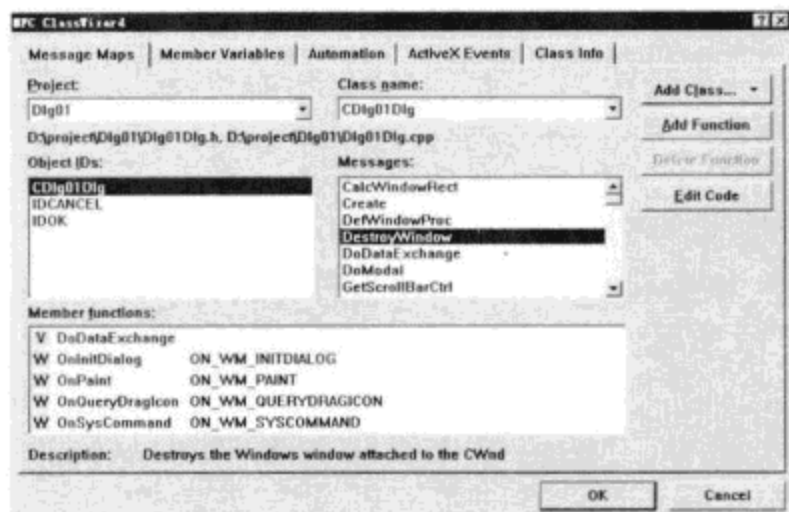 MFC ClassWizard
Message Maps Member Variables Automation ActiveX Events Class Info
Project:
Class name:
Add Class...
Dlg01
CDlg01Dlg
Add Function
D:\project\Dlg01\Dlg01Dlg.h, D:\project\Dlg01\Dlg01Dlg.cpp
Delete Function
Object IDs:
Messages:
Edit Code
CDlg01Dlg
IDCANCEL
IDOK
CalcWindowRect
Create
DefWindowProc
DestroyWindow
DoDataExchange
DoModal
GetScrollBarCtrl
Member functions:
V DoDataExchange
W OnInitDialog ON_WM_INITDIALOG
W OnPaint ON_WM_PAINT
W OnQueryDragIcon ON_WM_QUERYDRAGICON
W OnSysCommand ON_WM_SYSCOMMAND
Description: Destroys the Windows window attached to the CWnd
OK
Cancel